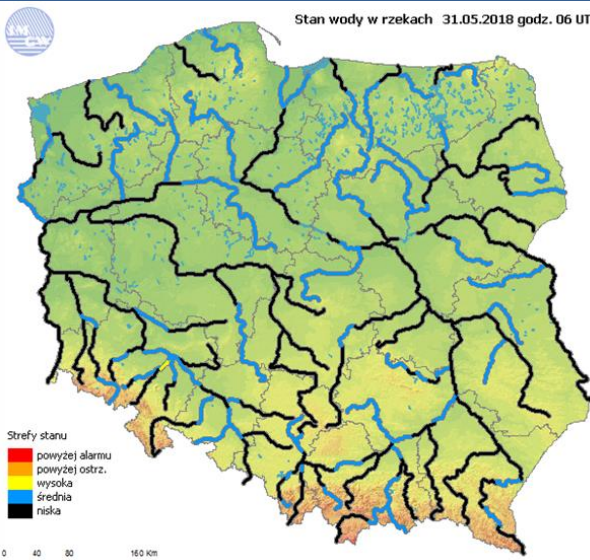 Stan wody w rzekach 31.05.2018 godz. 06 UT
Strefy stanu
powyżej alarmu
powyżej ostrz.
wysoka
średnia
niska
0 40 80 160 Km